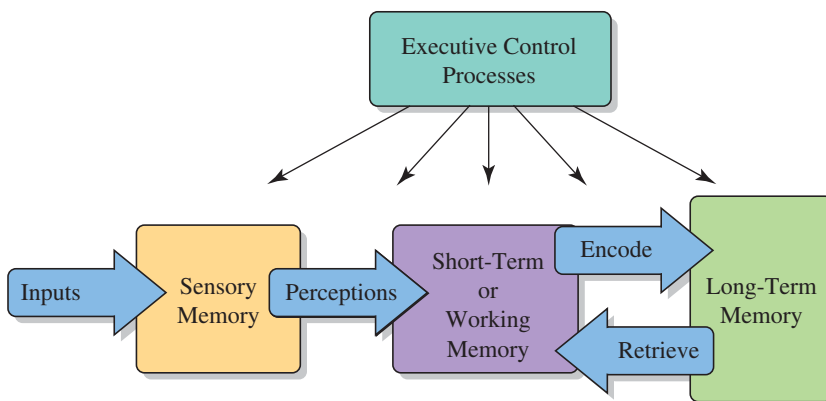 Executive Control
Processes
Inputs
Sensory
Memory
Perceptions
Short-Term
or
Working
Memory
Encode
Retrieve
Long-Term
Memory